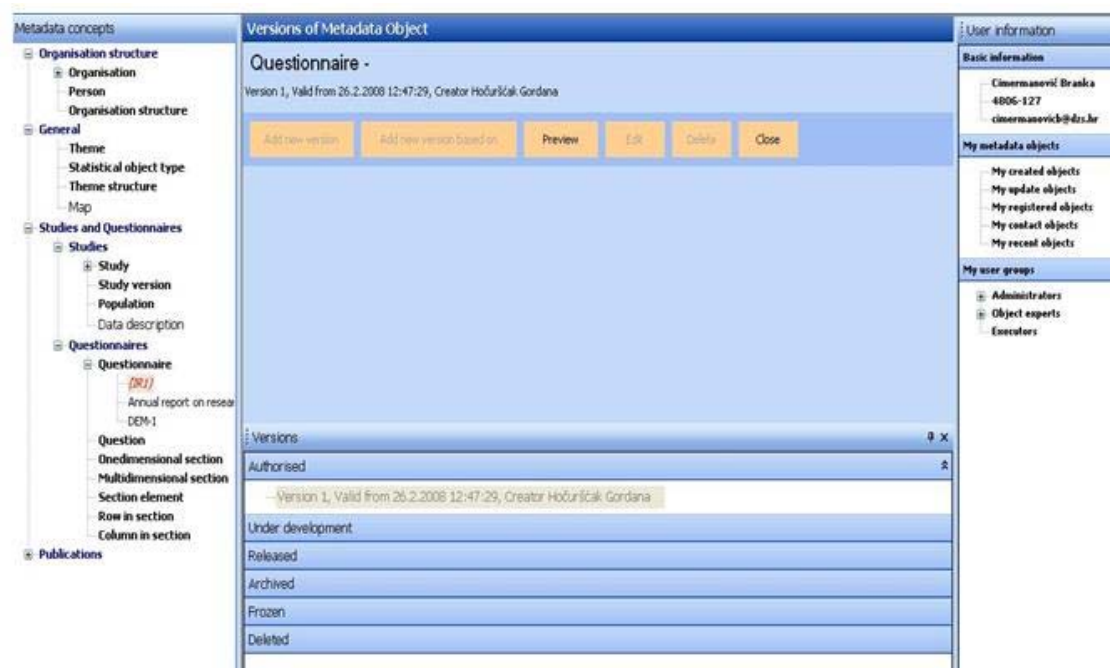 Metadata concepts
Organisation structure
Organisation
Person
Organisation structure
General
Theme
Statistical object type
Theme structure
Map
Studies and Questionnaires
Studies
Study
Study version
Population
Data description
Questionnaires
Questionnaire
(IR1)
Annual report on resear
DEM-1
Question
Onedimensional section
Multidimensional section
Section element
Row in section
Column in section
Publications
Versions of Metadata Object
Questionnaire -
Version 1, Valid from 26.2.2008 12:47:29, Creator Hočurščak Gordana
Add new version Add new version based on Preview Edit Delete Close
Versions
Authorised
Version 1, Valid from 26.2.2008 12:47:29, Creator Hočurščak Gordana
Under development
Released
Archived
Frozen
Deleted
User information
Basic information
Cimermanović Branka
4806-127
cimermanovicb@dzs.hr
My metadata objects
My created objects
My update objects
My registered objects
My contact objects
My recent objects
My user groups
Administrators
Object experts
Executors